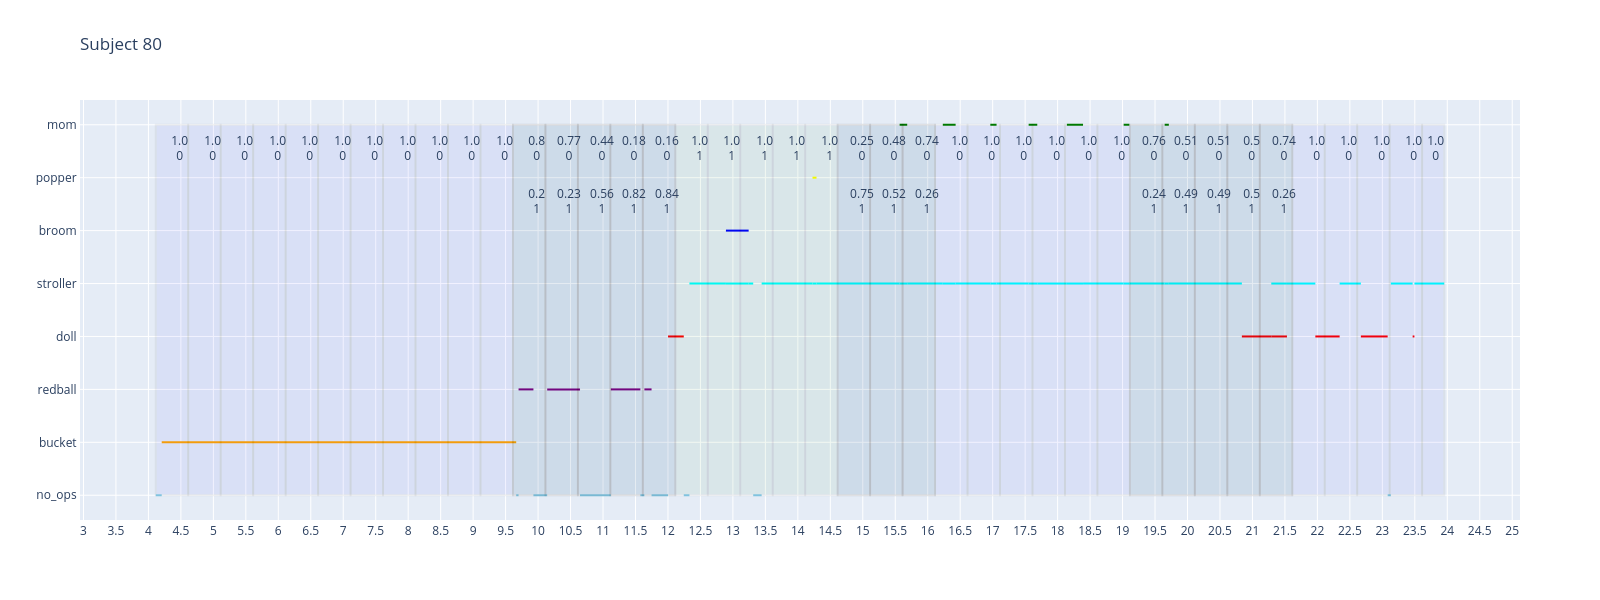 Subject 80
mom
1.0 1.0 1.0 1.0 1.0 1.0 1.0 1.0 1.0 1.0 1.0 0.8 0.77 0.44 0.18 0.16 1.0 1.0 1.0 1.0 1.0 0.25 0.48 0.74 1.0 1.0 1.0 1.0 1.0 1.0 0.76 0.51 0.51 0.5 0.74 1.0 1.0 1.0 1.0 1.0
0 0 0 0 0 0 0 0 0 0 0 0 0 0 0 0 1 1 1 1 1 0 0 0 0 0 0 0 0 0 0 0 0 0 0 0 0 0 0 0
popper
0.2 0.23 0.56 0.82 0.84 0.75 0.52 0.26 0.24 0.49 0.49 0.5 0.26
1 1 1 1 1 1 1 1 1 1 1 1 1
broom
stroller
doll
redball
bucket
no_ops
3 3.5 4 4.5 5 5.5 6 6.5 7 7.5 8 8.5 9 9.5 10 10.5 11 11.5 12 12.5 13 13.5 14 14.5 15 15.5 16 16.5 17 17.5 18 18.5 19 19.5 20 20.5 21 21.5 22 22.5 23 23.5 24 24.5 25